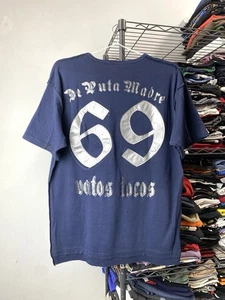 De Puta Madre
69
vatos locos